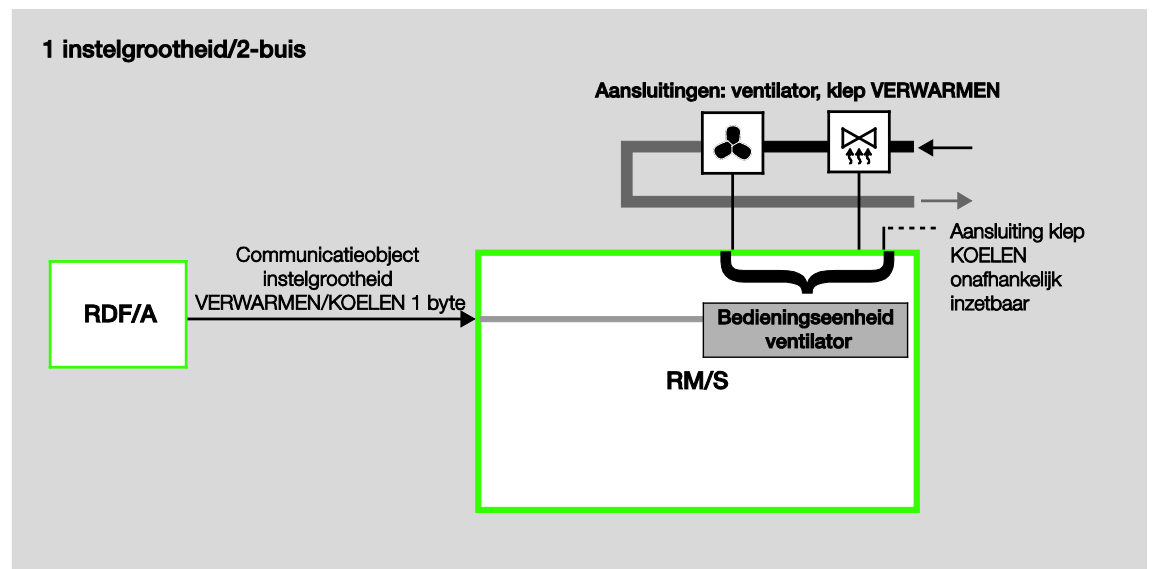 1 instelgrootheid/2-buis
Aansluitingen: ventilator, klep VERWARMEN
Aansluiting klep
KOELEN
onafhankelijk
inzetbaar
Communicatieobject
instelgrootheid
VERWARMEN/KOELEN 1 byte
RDF/A
Bedieningseenheid
ventilator
RM/S